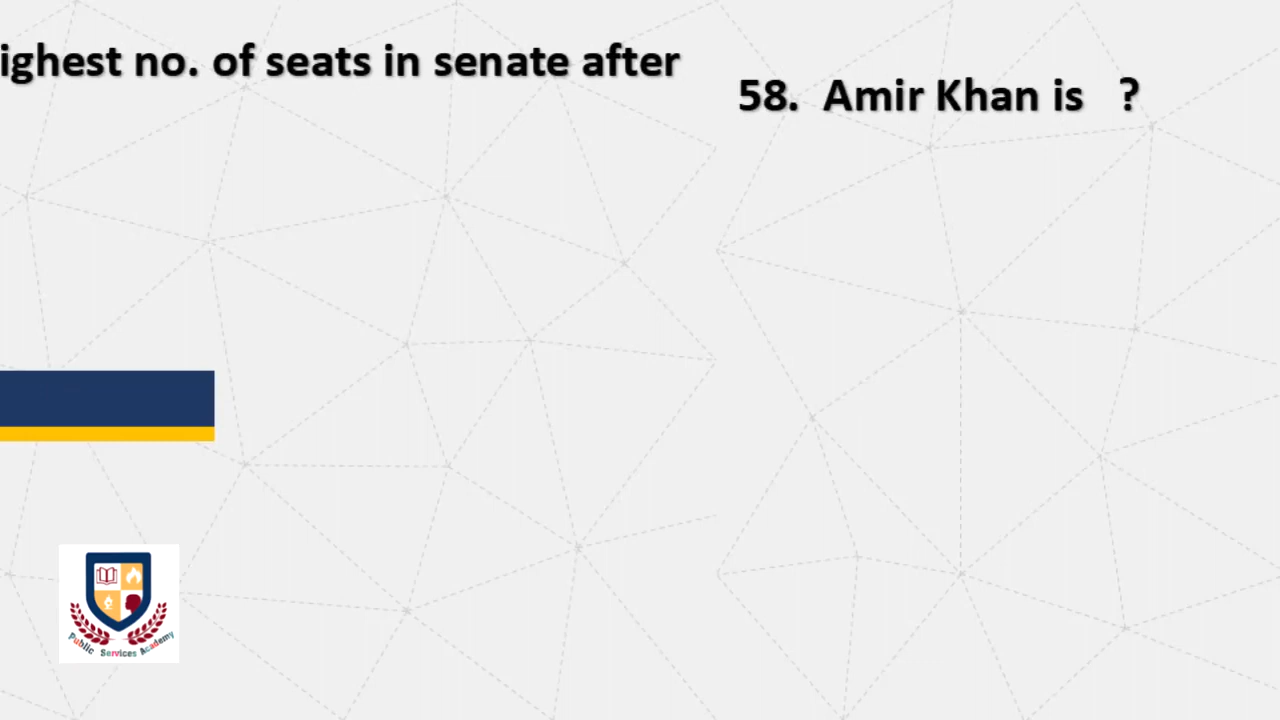 ighest no. of seats in senate after
58. Amir Khan is ?
Public Services Academy